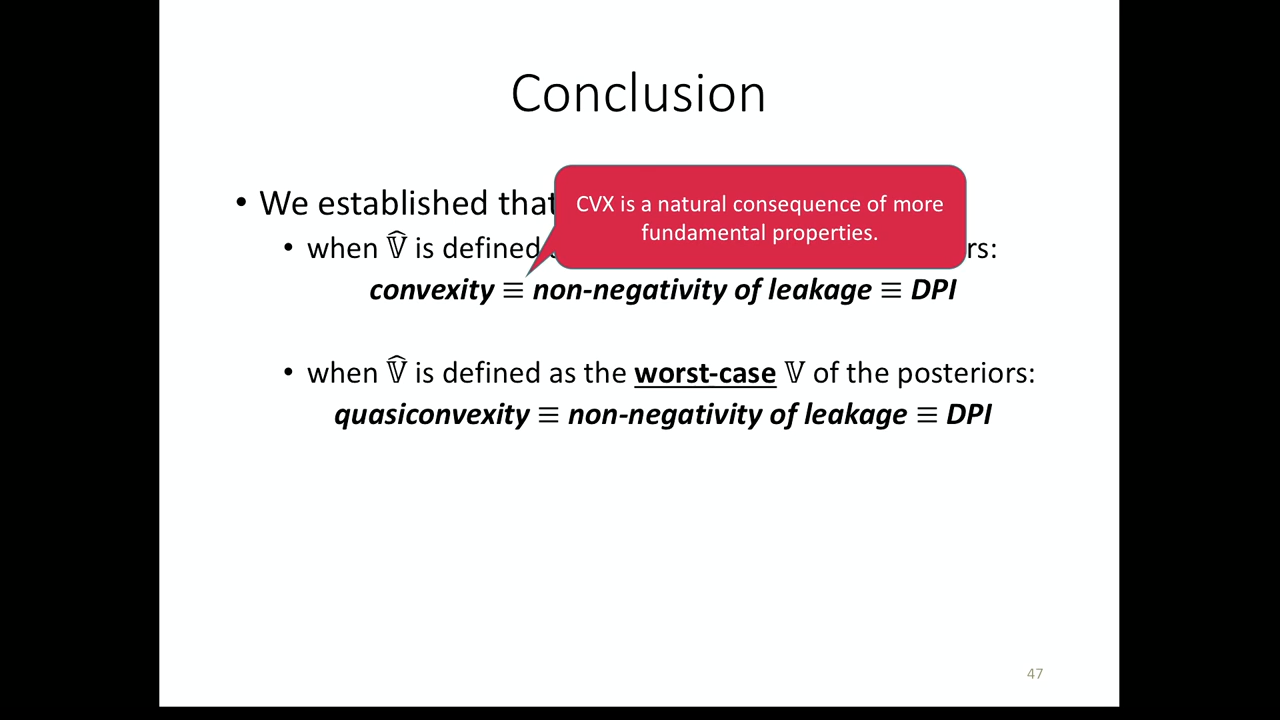 Conclusion
• We established that
CVX is a natural consequence of more
fundamental properties.
• when 𝕍̂ is defined rs:
convexity ≡ non-negativity of leakage ≡ DPI
• when 𝕍̂ is defined as the worst-case 𝕍 of the posteriors:
quasiconvexity ≡ non-negativity of leakage ≡ DPI
47